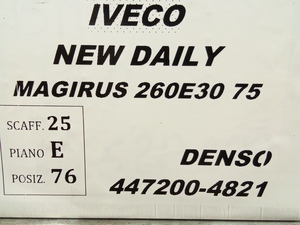 IVECO
NEW DAILY
MAGIRUS 260E30 75
SCAFF. 25
PIANO E
POSIZ. 76
DENSO
447200-4821